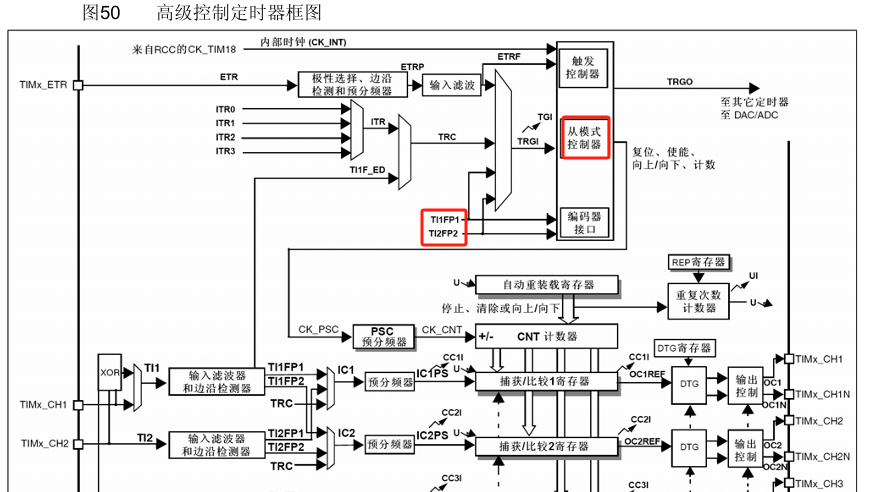 图50 高级控制定时器框图
来自RCC的CK_TIM18
内部时钟 (CK_INT)
TIMx_ETR
ETR
极性选择、边沿
检测和预分频器
ETRP
输入滤波
ETRF
触发
控制器
TRGO
至其它定时器
至 DAC/ADC
ITR0
ITR1
ITR2
ITR3
ITR
TRC
TI1F_ED
TGI
TRGI
从模式
控制器
复位、使能、
向上/向下、计数
TI1FP1
TI2FP2
编码器
接口
REP寄存器
U
自动重装载寄存器
UI
重复次数
计数器
U
停止、清除或向上/向下
CK_PSC
PSC
预分频器
CK_CNT
+/-
CNT 计数器
DTG寄存器
XOR
TI1
输入滤波器
和边沿检测器
TI1FP1
TI1FP2
TRC
IC1
预分频器
IC1PS
CC1I
U
捕获/比较1寄存器
CC1I
OC1REF
DTG
输出
控制
OC1
OC1N
TIMx_CH1
TIMx_CH1N
TIMx_CH1
TIMx_CH2
TI2
输入滤波器
和边沿检测器
TI2FP1
TI2FP2
TRC
IC2
预分频器
IC2PS
CC2I
U
捕获/比较2寄存器
CC2I
OC2REF
DTG
输出
控制
OC2
OC2N
TIMx_CH2
TIMx_CH2N
CC3I
CC3I
TIMx_CH3